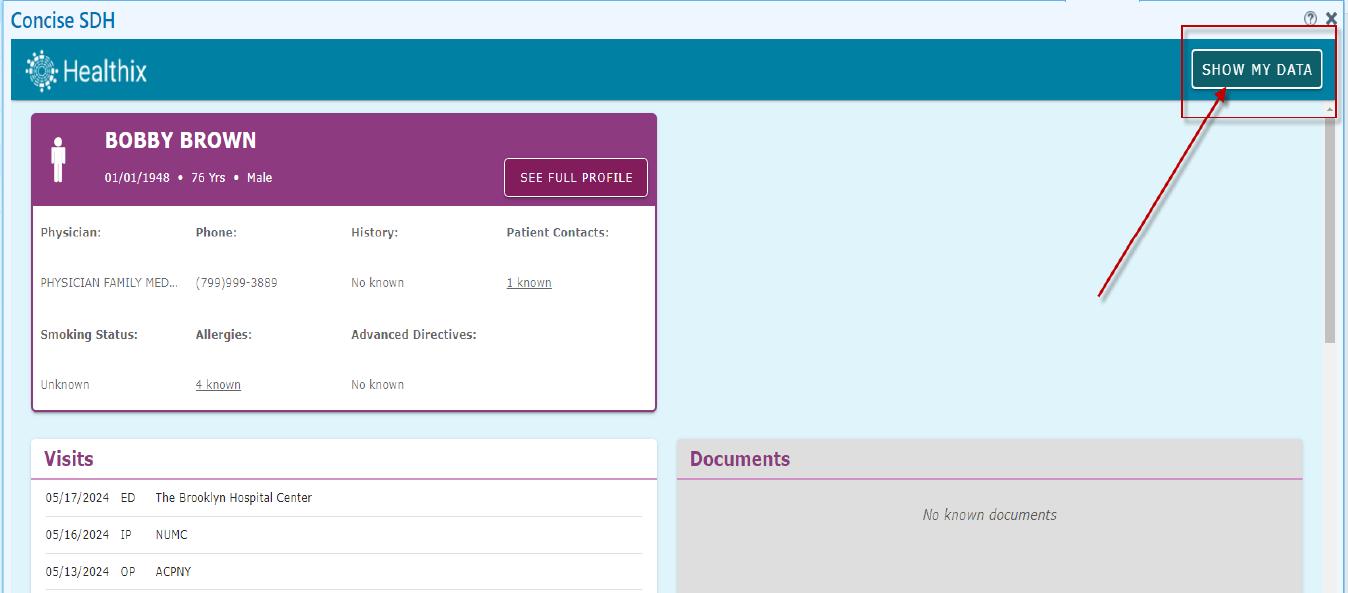 Concise SDH
Healthix
SHOW MY DATA
BOBBY BROWN
01/01/1948 • 76 Yrs • Male
SEE FULL PROFILE
Physician: Phone: History: Patient Contacts:
PHYSICIAN FAMILY MED... (799)999-3889 No known 1 known
Smoking Status: Allergies: Advanced Directives:
Unknown 4 known No known
Visits
05/17/2024 ED The Brooklyn Hospital Center
05/16/2024 IP NUMC
05/13/2024 OP ACPNY
Documents
No known documents